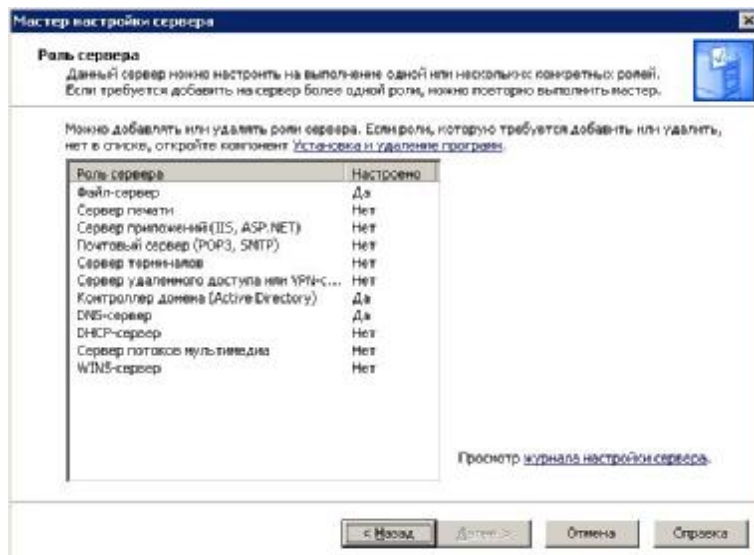 Мастер настройки сервера
Роль сервера
Данный сервер можно настроить на выполнение одной или нескольких конкретных ролей.
Если требуется добавить на сервер более одной роли, можно повторно выполнить мастер.
Можно добавлять или удалять роли сервера. Если роли, которую требуется добавить или удалить,
нет в списке, откройте компонент Установка и удаление программ.
Роль сервера Настроено
Файл-сервер Да
Сервер печати Нет
Сервер приложений (IIS, ASP.NET) Нет
Почтовый сервер (POP3, SMTP) Нет
Сервер терминалов Нет
Сервер удаленного доступа или VPN-с... Нет
Контроллер домена (Active Directory) Да
DNS-сервер Да
DHCP-сервер Нет
Сервер потоков мультимедиа Нет
WINS-сервер Нет
Просмотр журнала настройки сервера.
< Назад Далее > Отмена Справка